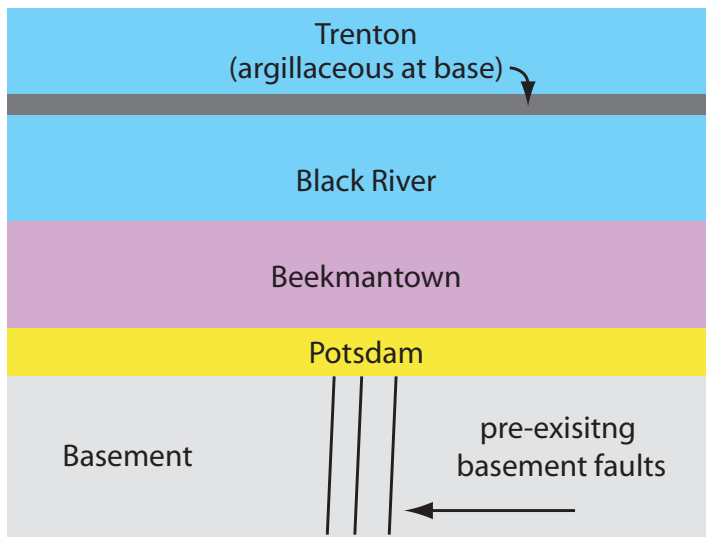 Trenton
(argillaceous at base)
Black River
Beekmantown
Potsdam
Basement
pre-exisitng
basement faults